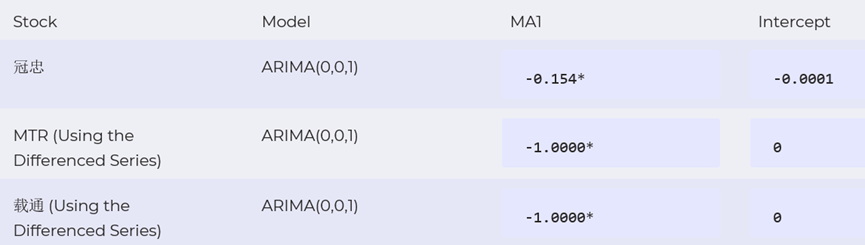 Stock Model MA1 Intercept
冠忠 ARIMA(0,0,1) -0.154* -0.0001
MTR (Using the
Differenced Series) ARIMA(0,0,1) -1.0000* 0
载通 (Using the
Differenced Series) ARIMA(0,0,1) -1.0000* 0